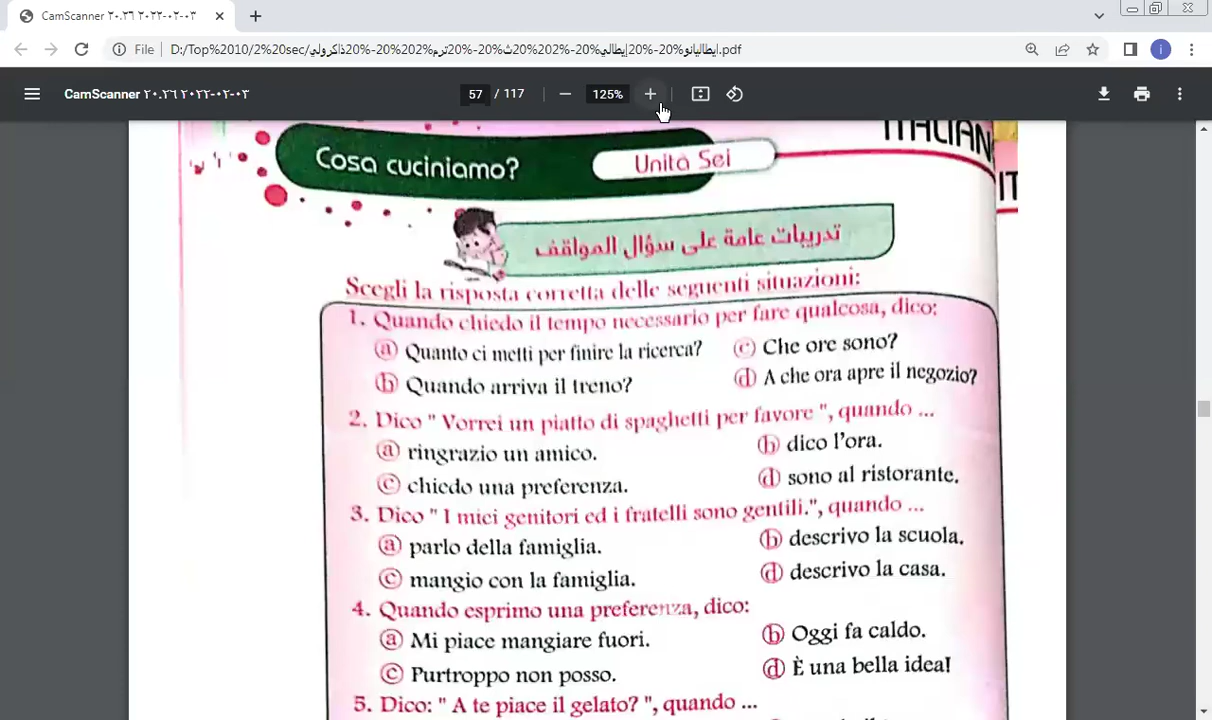 CamScanner ٢٠٢٢-٠٢-٠٣ ٢٠.٢٦
File
D:/Top%2010/2%20sec/ايطاليانو%20-%20إيطالي%20-%202%20ث%20-%20ترم%202%20-%20ذاكرولي.pdf
CamScanner ٢٠٢٢-٠٢-٠٣ ٢٠.٢٦
57 / 117
125%
ITALIAN
IT
Cosa cuciniamo?
Unità Sei
تدريبات عامة على سؤال المواقف
Scegli la risposta corretta delle seguenti situazioni:
1. Quando chiedo il tempo necessario per fare qualcosa, dico:
ⓐ Quanto ci metti per finire la ricerca? ⓒ Che ore sono?
ⓑ Quando arriva il treno? ⓓ A che ora apre il negozio?
2. Dico " Vorrei un piatto di spaghetti per favore ", quando ...
ⓐ ringrazio un amico. ⓑ dico l'ora.
ⓒ chiedo una preferenza. ⓓ sono al ristorante.
3. Dico " I miei genitori ed i fratelli sono gentili.", quando ...
ⓐ parlo della famiglia. ⓑ descrivo la scuola.
ⓒ mangio con la famiglia. ⓓ descrivo la casa.
4. Quando esprimo una preferenza, dico:
ⓐ Mi piace mangiare fuori. ⓑ Oggi fa caldo.
ⓒ Purtroppo non posso. ⓓ È una bella idea!
5. Dico: " A te piace il gelato? ", quando ...